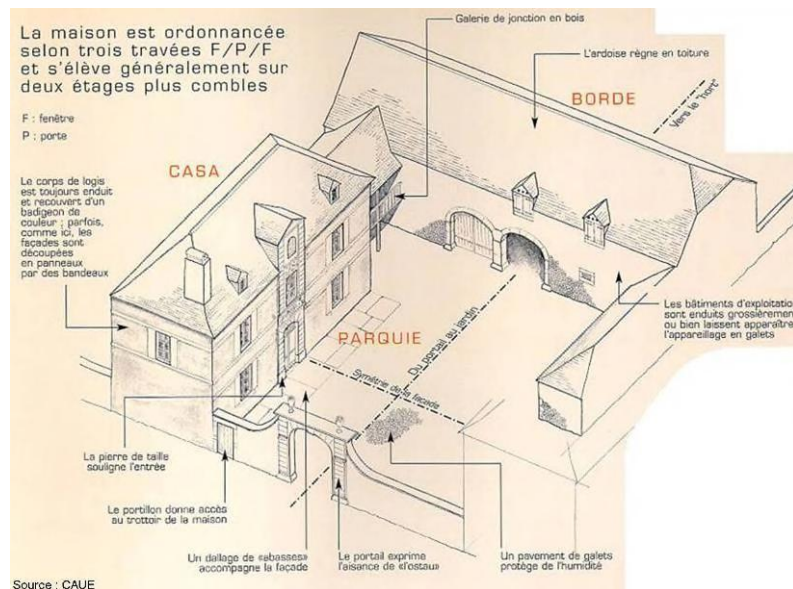 La maison est ordonnancée
selon trois travées F/P/F
et s'élève généralement sur
deux étages plus combles
F : fenêtre
P : porte
Galerie de jonction en bois
L'ardoise règne en toiture
BORDE
Vers le "hort"
CASA
Le corps de logis
est toujours enduit
et recouvert d'un
badigeon de
couleur ; parfois,
comme ici, les
façades sont
découpées
en panneaux
par des bandeaux
PARQUIE
Du portail au jardin
Symétrie de la façade
Les bâtiments d'exploitation
sont enduits grossièrement
ou bien laissent apparaître
l'appareillage en galets
La pierre de taille
souligne l'entrée
Le portillon donne accès
au trottoir de la maison
Un dallage de «abasses»
accompagne la façade
Le portail exprime
l'aisance de «l'ostau»
Un pavement de galets
protège de l'humidité
Source : CAUE